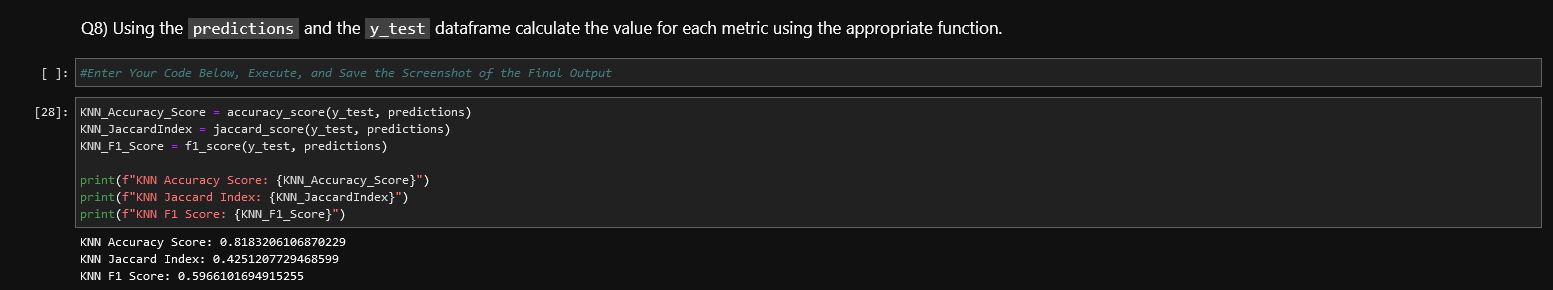 Q8) Using the predictions and the y_test dataframe calculate the value for each metric using the appropriate function.
[ ]: #Enter Your Code Below, Execute, and Save the Screenshot of the Final Output
[28]: KNN_Accuracy_Score = accuracy_score(y_test, predictions)
KNN_JaccardIndex = jaccard_score(y_test, predictions)
KNN_F1_Score = f1_score(y_test, predictions)
print(f"KNN Accuracy Score: {KNN_Accuracy_Score}")
print(f"KNN Jaccard Index: {KNN_JaccardIndex}")
print(f"KNN F1 Score: {KNN_F1_Score}")
KNN Accuracy Score: 0.8183206106870229
KNN Jaccard Index: 0.4251207729468599
KNN F1 Score: 0.5966101694915255